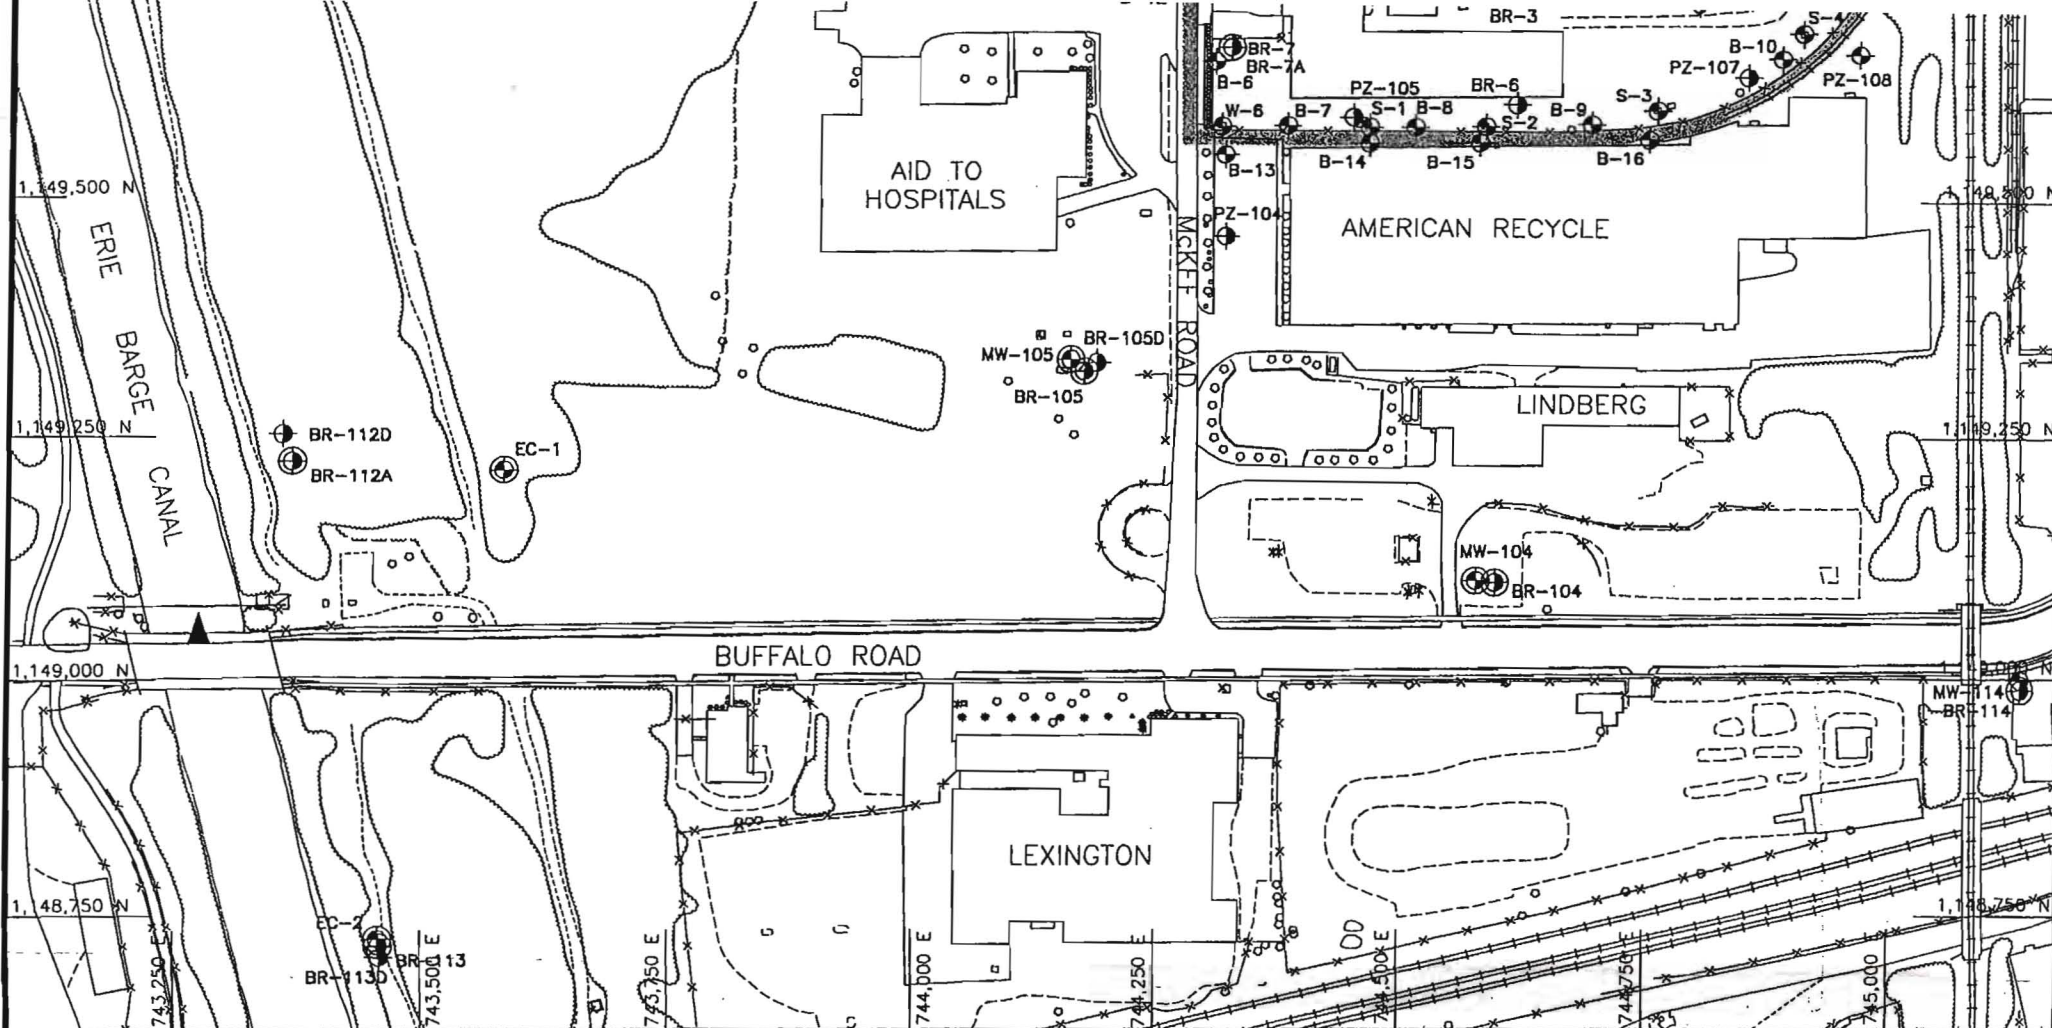 BR-3
S-4
BR-7
B-10
BR-7A
PZ-107
PZ-108
B-6
PZ-105
BR-6
W-6
B-7
S-1
B-8
B-9
S-3
S-2
B-14
B-15
B-16
B-13
AID TO
HOSPITALS
1,149,500 N
1,149,500 N
PZ-104
AMERICAN RECYCLE
McKEE ROAD
ERIE BARGE CANAL
MW-105
BR-105D
BR-105
LINDBERG
1,149,250 N
1,149,250 N
BR-112D
EC-1
BR-112A
MW-104
BR-104
BUFFALO ROAD
1,149,000 N
MW-114
BR-114
LEXINGTON
1,148,750 N
1,148,750 N
EC-2
BR-113
BR-113D
743,250 E
743,500 E
743,750 E
744,000 E
744,250 E
744,500 E
744,750 E
745,000